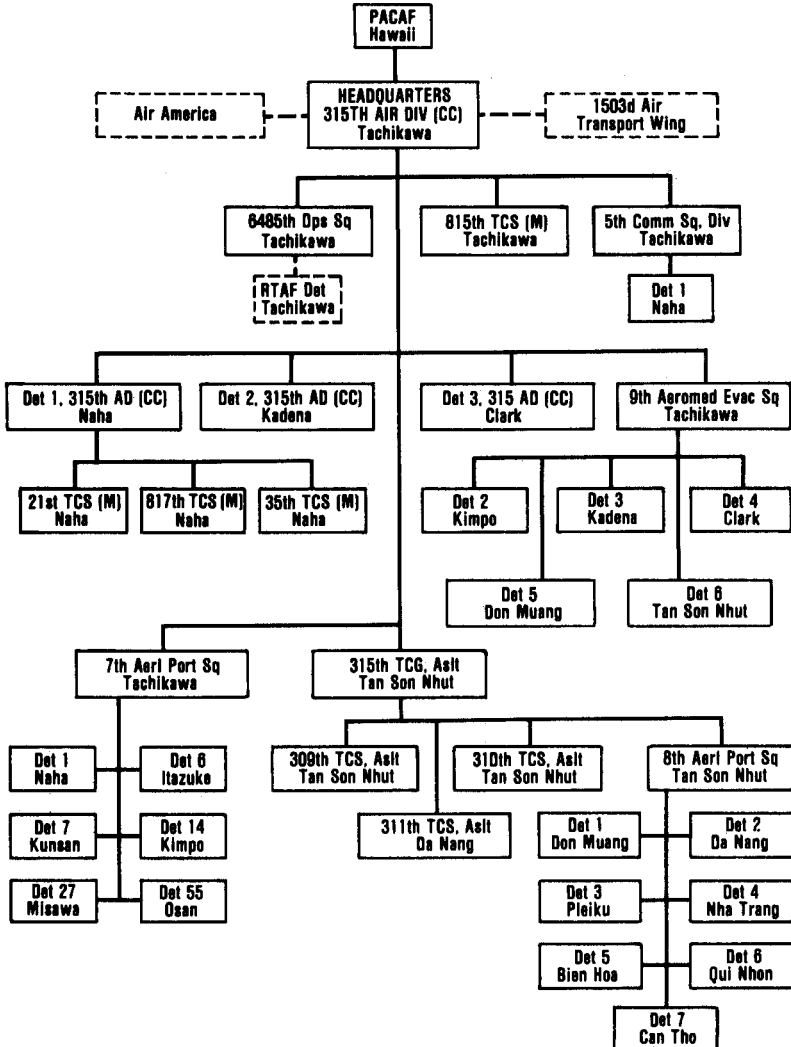 PACAF
Hawaii
HEADQUARTERS
315TH AIR DIV (CC)
Tachikawa
Air America
1503d Air
Transport Wing
6485th Ops Sq
Tachikawa
815th TCS (M)
Tachikawa
5th Comm Sq, Div
Tachikawa
RTAF Det
Tachikawa
Det 1
Naha
Det 1, 315th AD (CC)
Naha
Det 2, 315th AD (CC)
Kadena
Det 3, 315 AD (CC)
Clark
9th Aeromed Evac Sq
Tachikawa
21st TCS (M)
Naha
817th TCS (M)
Naha
35th TCS (M)
Naha
Det 2
Kimpo
Det 3
Kadena
Det 4
Clark
Det 5
Don Muang
Det 6
Tan Son Nhut
7th Aerl Port Sq
Tachikawa
315th TCG, Aslt
Tan Son Nhut
309th TCS, Aslt
Tan Son Nhut
310th TCS, Aslt
Tan Son Nhut
8th Aerl Port Sq
Tan Son Nhut
311th TCS, Aslt
Da Nang
Det 1
Naha
Det 6
Itazuke
Det 7
Kunsan
Det 14
Kimpo
Det 27
Misawa
Det 55
Osan
Det 1
Don Muang
Det 2
Da Nang
Det 3
Pleiku
Det 4
Nha Trang
Det 5
Bien Hoa
Det 6
Qui Nhon
Det 7
Can Tho